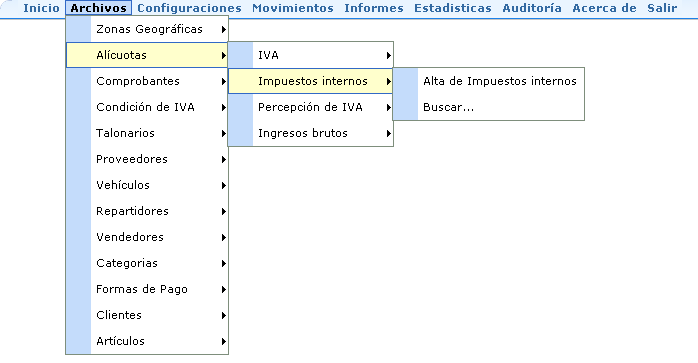 Inicio Archivos Configuraciones Movimientos Informes Estadisticas Auditoría Acerca de Salir
Zonas Geográficas
Alícuotas
Comprobantes
Condición de IVA
Talonarios
Proveedores
Vehículos
Repartidores
Vendedores
Categorias
Formas de Pago
Clientes
Artículos
IVA
Impuestos internos
Percepción de IVA
Ingresos brutos
Alta de Impuestos internos
Buscar...